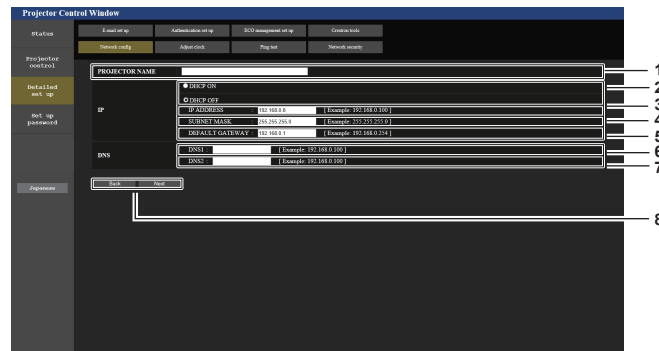 Projector Control Window
Status
E-mail set up
Authentication set up
ECO management set up
Crestron tools
Network config
Adjust clock
Ping test
Network security
Projector
control
Detailed
set up
Set up
password
Japanese
PROJECTOR NAME
1
IP
DHCP ON
2
DHCP OFF
IP ADDRESS : 192.168.0.8 [ Example: 192.168.0.100 ]
3
SUBNET MASK : 255.255.255.0 [ Example: 255.255.255.0 ]
4
DEFAULT GATEWAY : 192.168.0.1 [ Example: 192.168.0.254 ]
5
DNS
DNS1 : [ Example: 192.168.0.100 ]
6
DNS2 : [ Example: 192.168.0.100 ]
7
Back Next
8